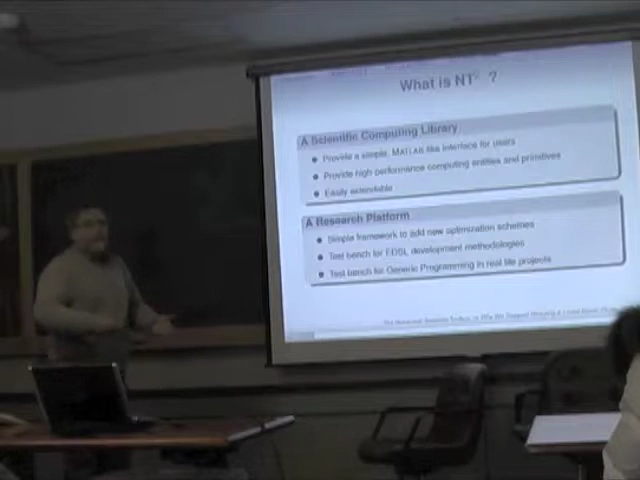 What is NT² ?
A Scientific Computing Library
Provide a simple, MATLAB like interface for users
Provide high performance computing entities and primitives
Easily extendable
A Research Platform
Simple framework to add new optimization schemes
Test bench for EDSL development methodologies
Test bench for Generic Programming in real life projects